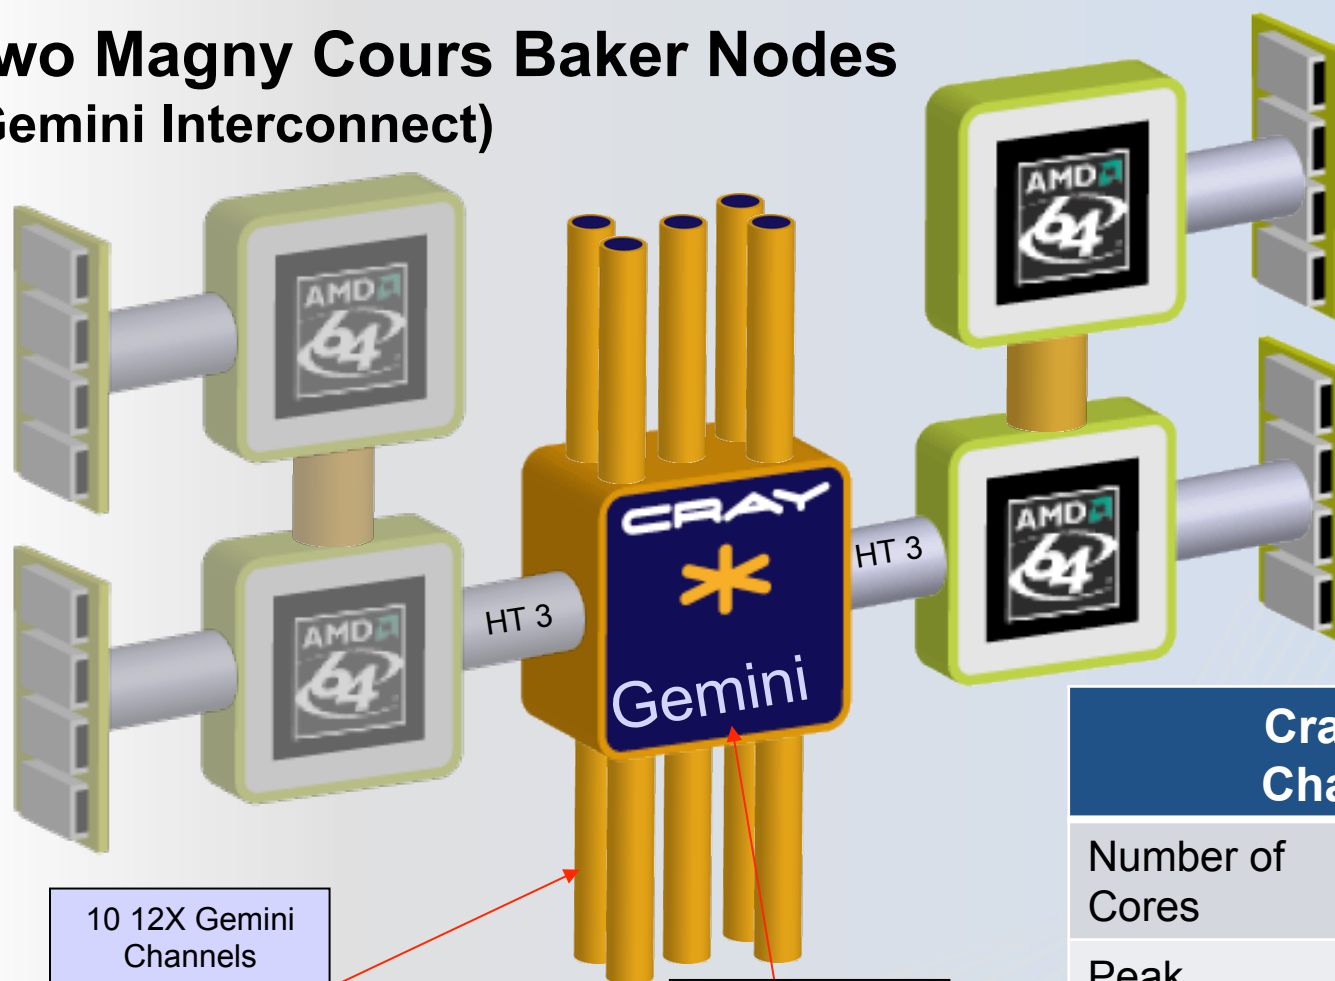 wo Magny Cours Baker Nodes
Gemini Interconnect)
AMD
64
AMD
64
AMD
64
AMD
64
CRAY
HT 3
HT 3
Gemini
10 12X Gemini
Channels
Cra
Cha
Number of
Cores
Peak